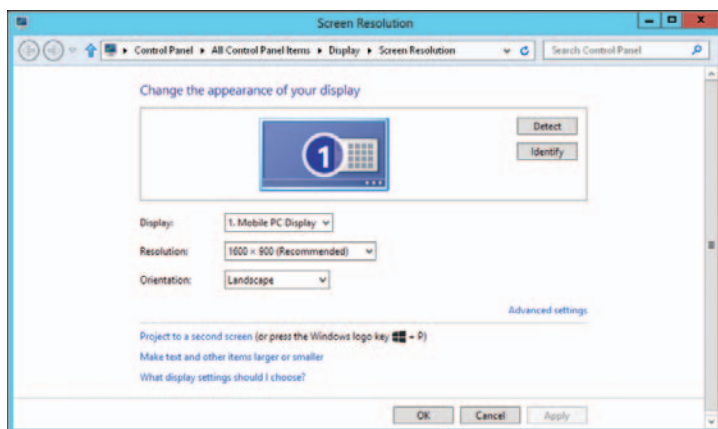 Screen Resolution
Control Panel ▸ All Control Panel Items ▸ Display ▸ Screen Resolution
Search Control Panel
Change the appearance of your display
1
Detect
Identify
Display: 1. Mobile PC Display
Resolution: 1600 × 900 (Recommended)
Orientation: Landscape
Advanced settings
Project to a second screen (or press the Windows logo key + P)
Make text and other items larger or smaller
What display settings should I choose?
OK Cancel Apply